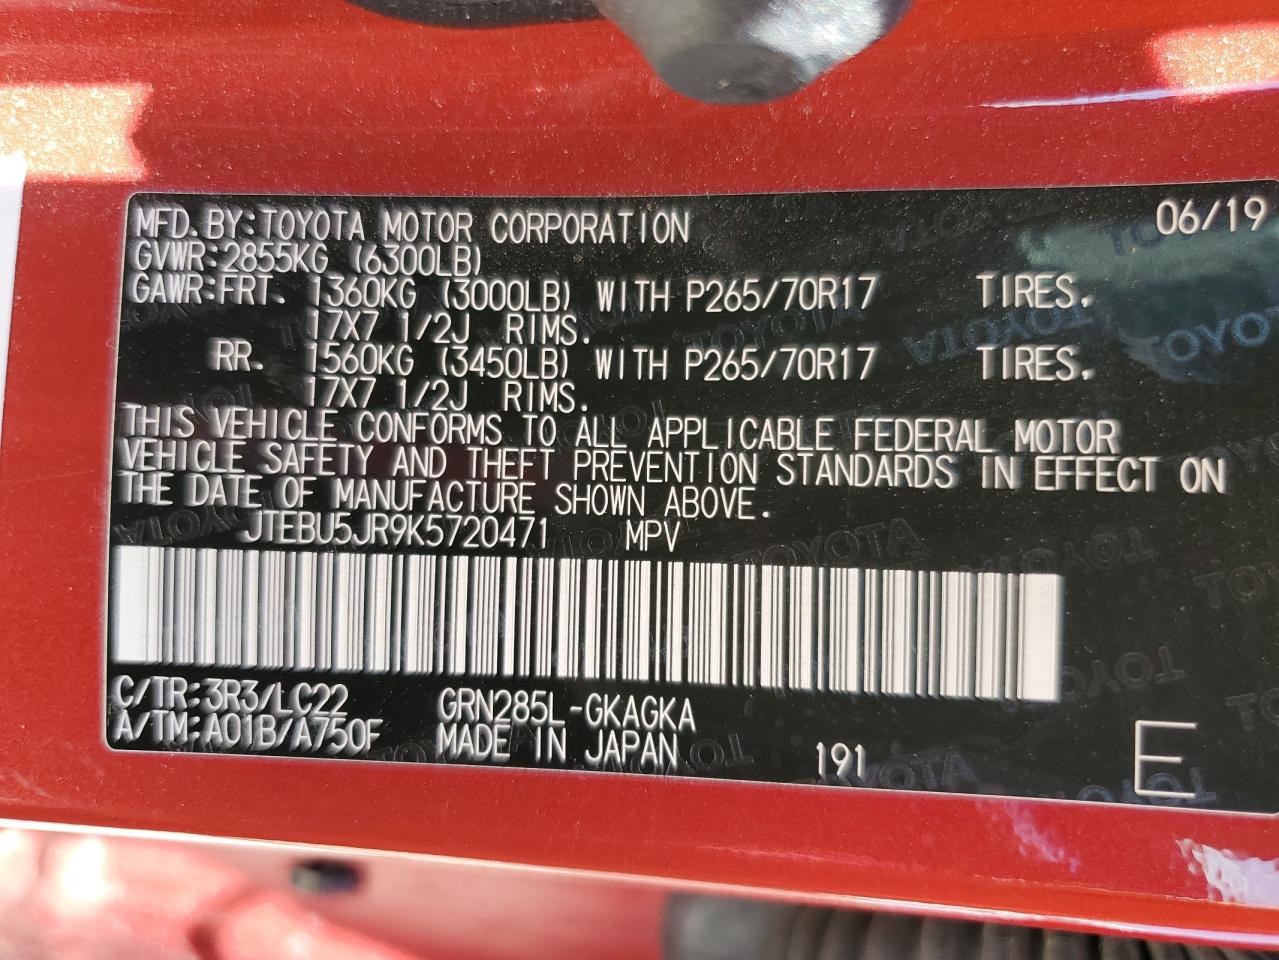 MFD.BY:TOYOTA MOTOR CORPORATION 06/19
GVWR:2855KG (6300LB)
GAWR:FRT. 1360KG (3000LB) WITH P265/70R17 TIRES.
17X7 1/2J RIMS.
RR. 1560KG (3450LB) WITH P265/70R17 TIRES.
17X7 1/2J RIMS.
THIS VEHICLE CONFORMS TO ALL APPLICABLE FEDERAL MOTOR
VEHICLE SAFETY AND THEFT PREVENTION STANDARDS IN EFFECT ON
THE DATE OF MANUFACTURE SHOWN ABOVE.
JTEBU5JR9K5720471 MPV
C/TR:3R3/LC22 GRN285L-GKAGKA
A/TM:A01B/A750F MADE IN JAPAN 191 E